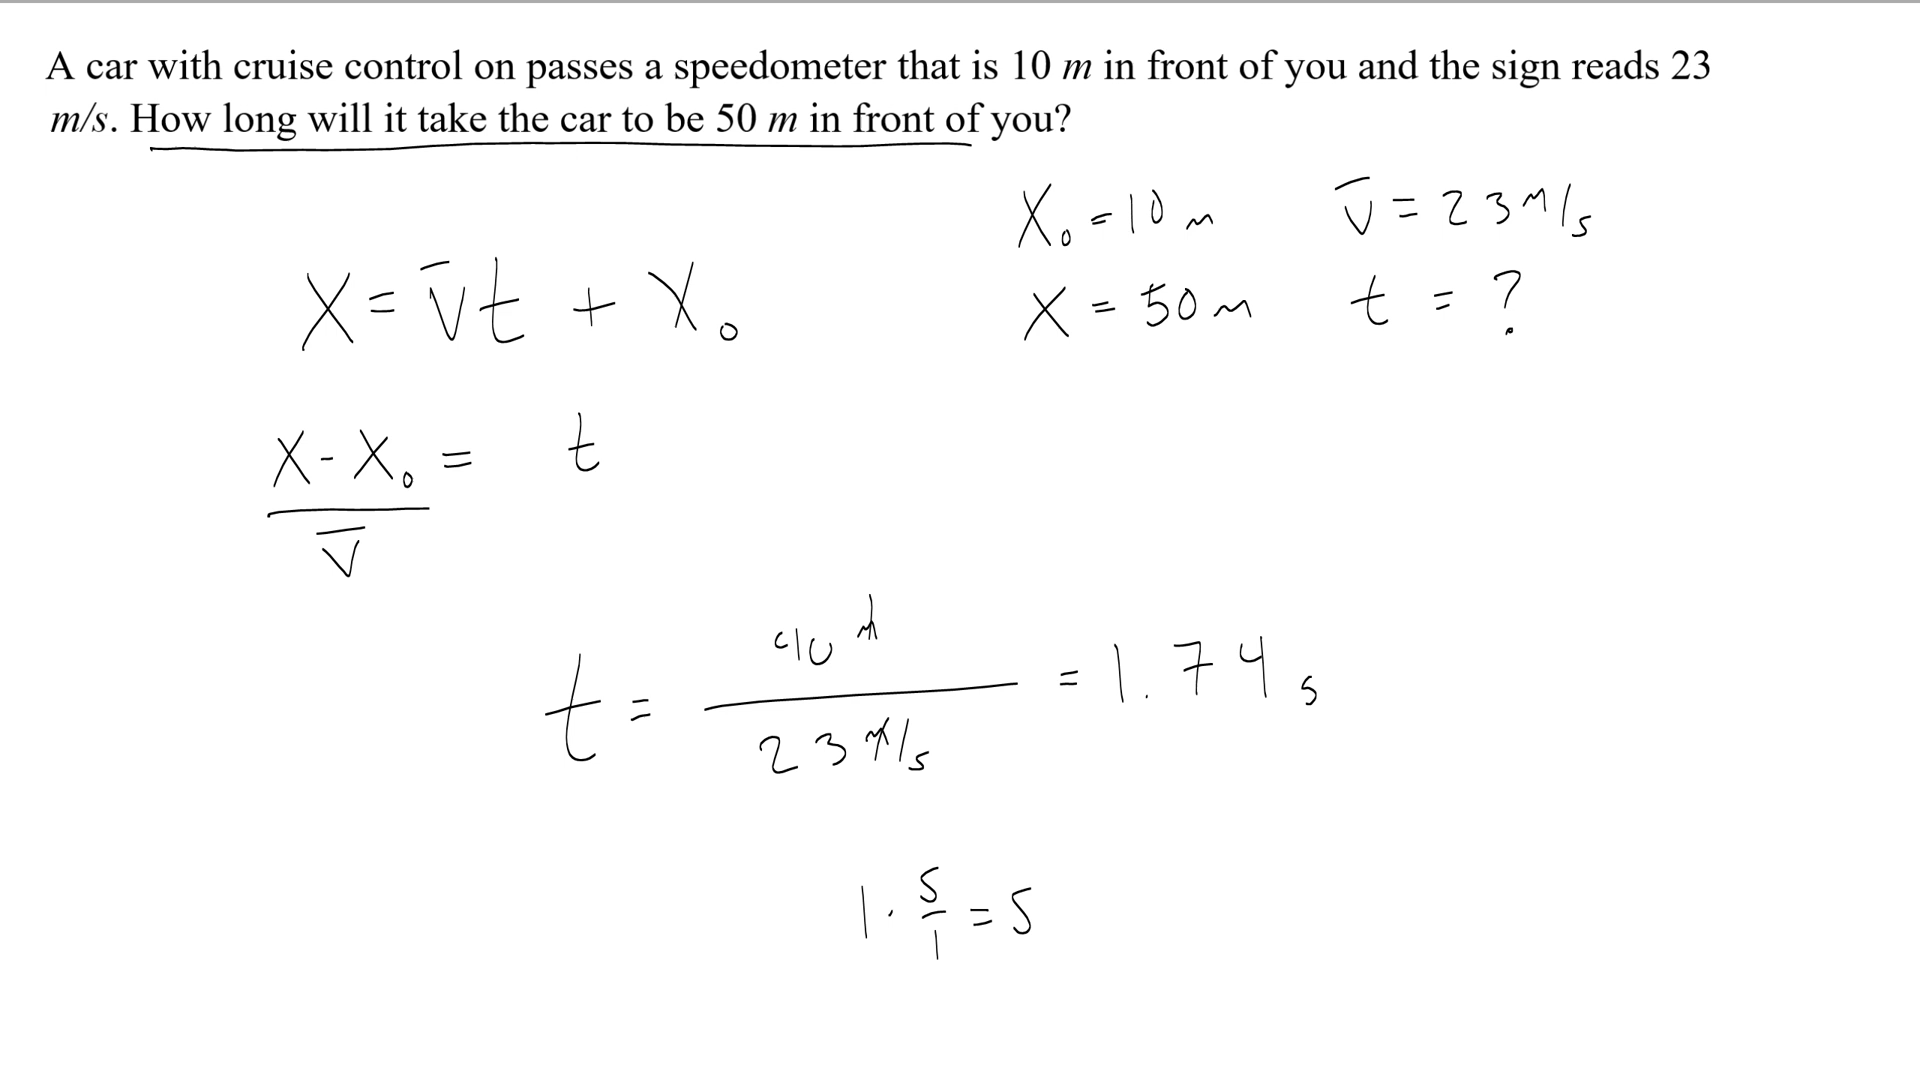 A car with cruise control on passes a speedometer that is 10 m in front of you and the sign reads 23
m/s. How long will it take the car to be 50 m in front of you?
X₀ = 10 m   v̄ = 23 m/s
X = v̄t + X₀
X = 50 m   t = ?
X - X₀ = t
v̄
t = 40 m / 23 m/s = 1.74 s
1 · s/1 = s